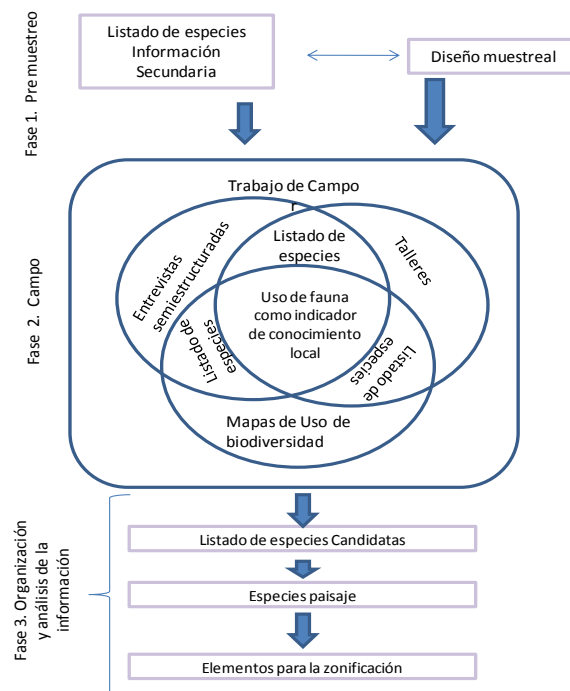 Fase 1. Premuestreo
Listado de especies
Información
Secundaria
Diseño muestreal
Fase 2. Campo
Trabajo de Campo
r
Entrevistas
semiestructuradas
Listado de
especies
Talleres
Uso de fauna
como indicador
de conocimiento
local
Listado de
especies
Listado de
especies
Mapas de Uso de
biodiversidad
Fase 3. Organización
y análisis de la
información
Listado de especies Candidatas
Especies paisaje
Elementos para la zonificación